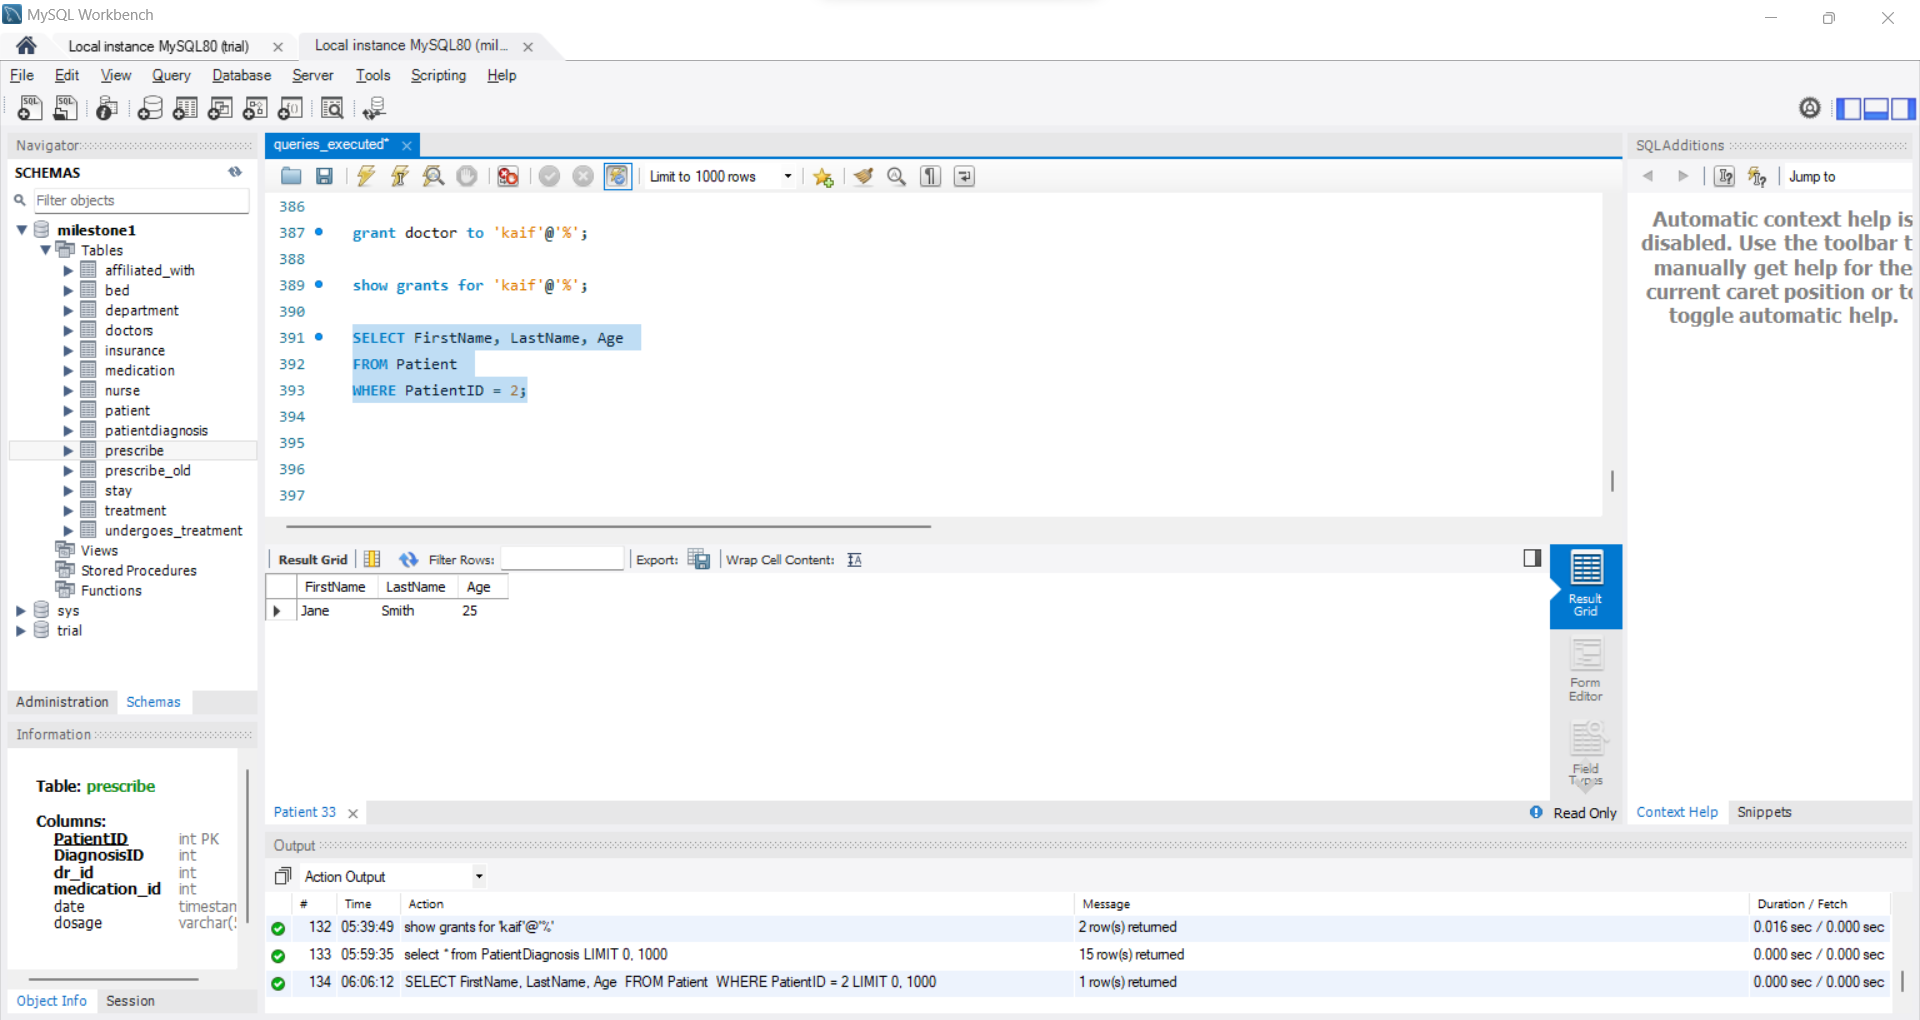 MySQL Workbench
Local instance MySQL80 (trial)
Local instance MySQL80 (mil...
File Edit View Query Database Server Tools Scripting Help
Navigator
SCHEMAS
Filter objects
milestone1
Tables
affiliated_with
bed
department
doctors
insurance
medication
nurse
patient
patientdiagnosis
prescribe
prescribe_old
stay
treatment
undergoes_treatment
Views
Stored Procedures
Functions
sys
trial
Administration Schemas
Information
Table: prescribe
Columns:
PatientID int PK
DiagnosisID int
dr_id int
medication_id int
date timestan
dosage varchar(
Object Info Session
queries_executed*
Limit to 1000 rows
386
387 grant doctor to 'kaif'@'%';
388
389 show grants for 'kaif'@'%';
390
391 SELECT FirstName, LastName, Age
392 FROM Patient
393 WHERE PatientID = 2;
394
395
396
397
Result Grid Filter Rows: Export: Wrap Cell Content:
FirstName LastName Age
Jane Smith 25
Result
Grid
Form
Editor
Field
Types
Patient 33
Read Only
SQLAdditions
Jump to
Automatic context help is
disabled. Use the toolbar t
manually get help for the
current caret position or to
toggle automatic help.
Context Help Snippets
Output
Action Output
# Time Action Message Duration / Fetch
132 05:39:49 show grants for 'kaif'@'%' 2 row(s) returned 0.016 sec / 0.000 sec
133 05:59:35 select * from PatientDiagnosis LIMIT 0, 1000 15 row(s) returned 0.000 sec / 0.000 sec
134 06:06:12 SELECT FirstName, LastName, Age FROM Patient WHERE PatientID = 2 LIMIT 0, 1000 1 row(s) returned 0.000 sec / 0.000 sec